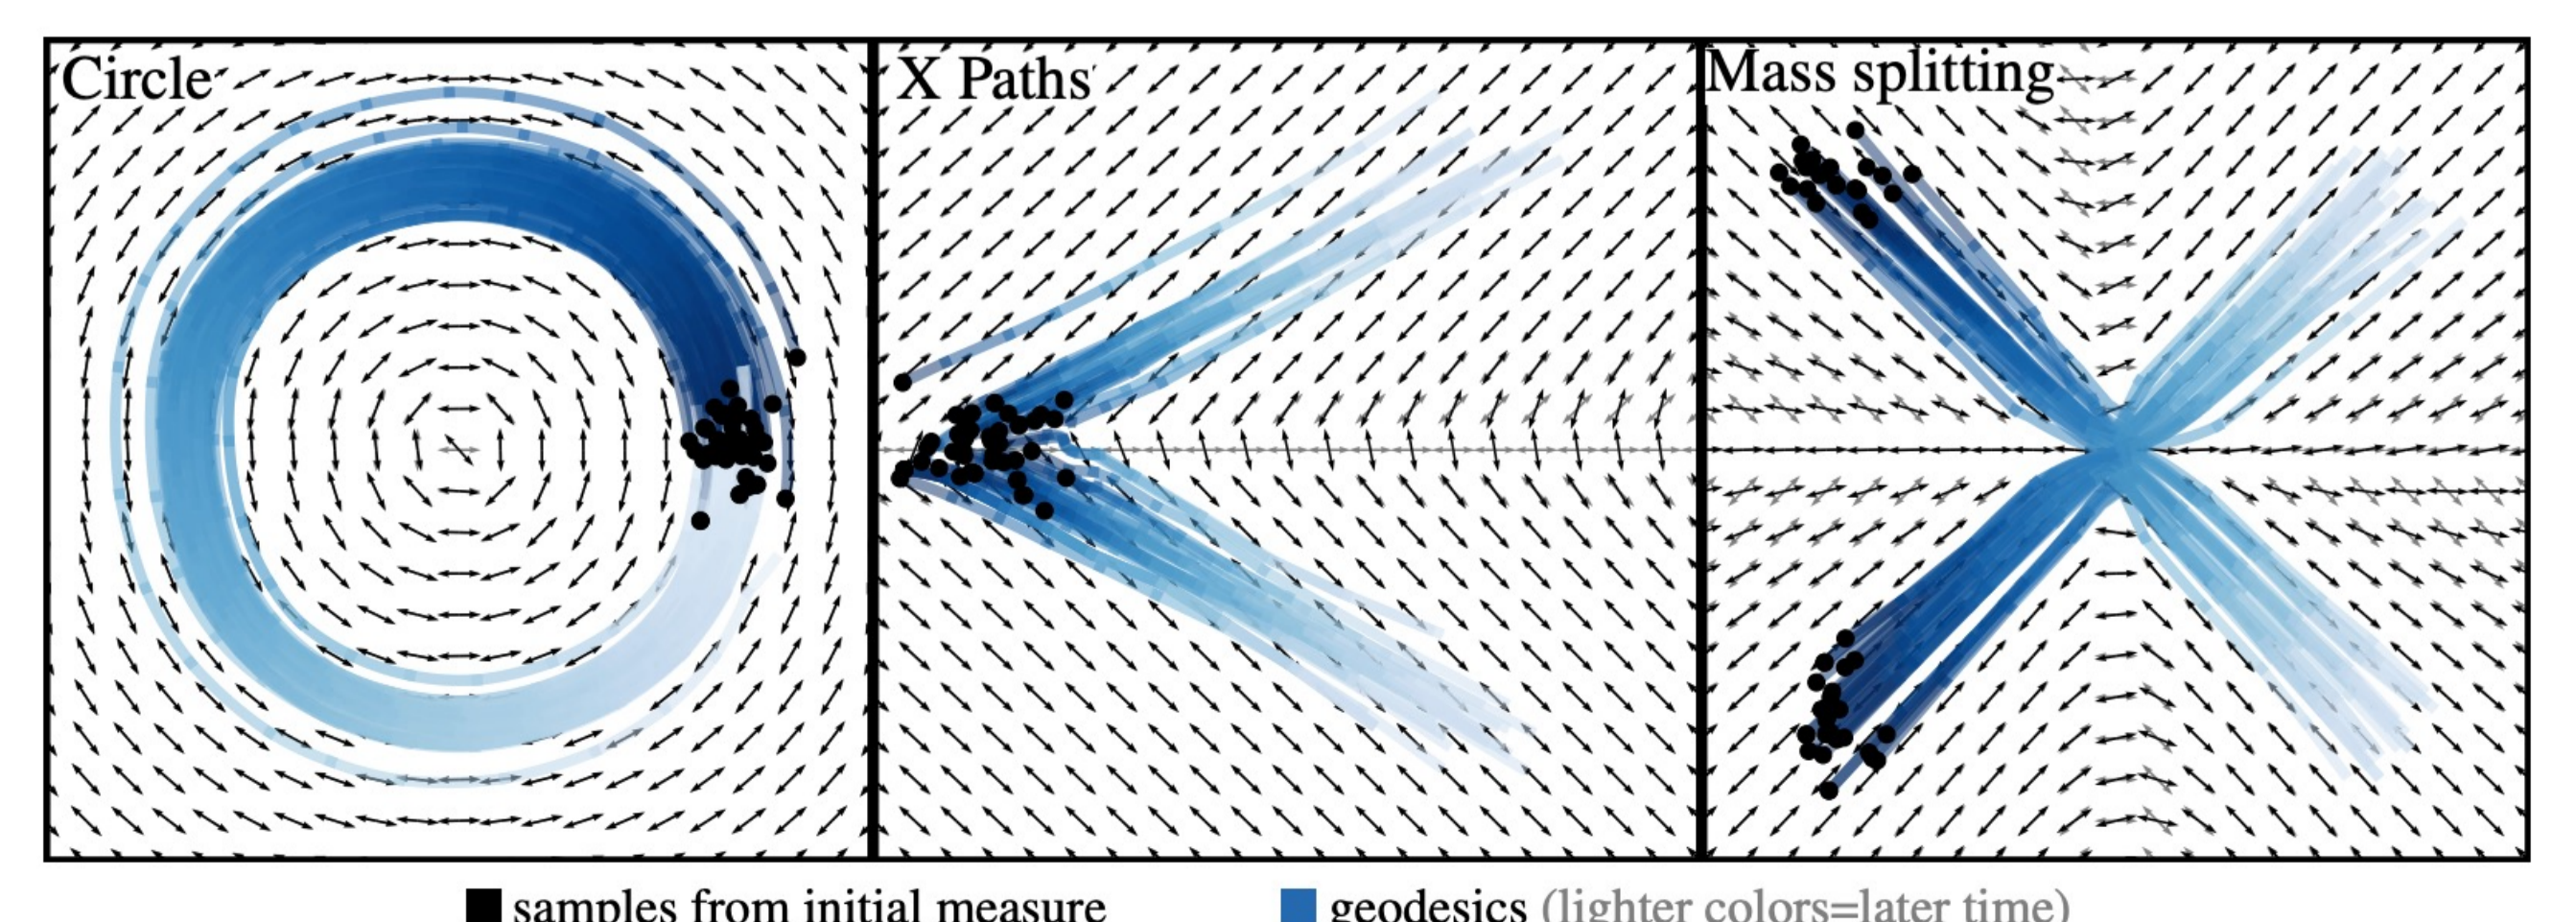 Circle
X Paths
Mass splitting
samples from initial measure
geodesics (lighter colors=later time)